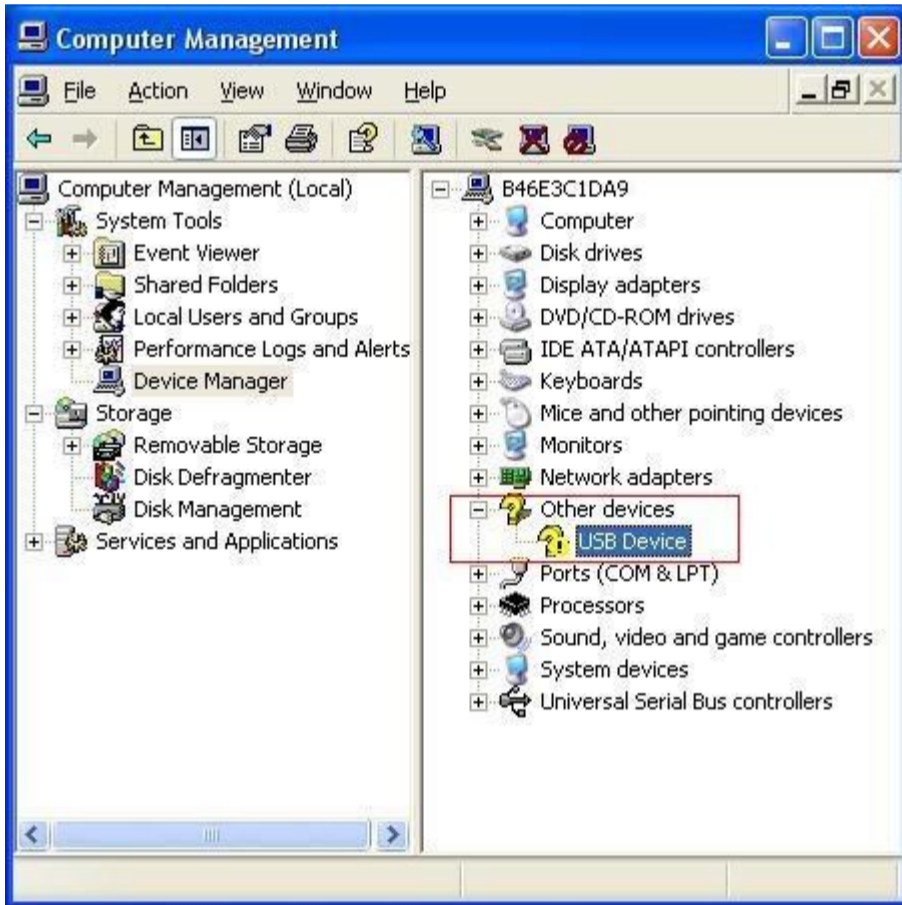 Computer Management
File Action View Window Help
Computer Management (Local)
System Tools
Event Viewer
Shared Folders
Local Users and Groups
Performance Logs and Alerts
Device Manager
Storage
Removable Storage
Disk Defragmenter
Disk Management
Services and Applications
B46E3C1DA9
Computer
Disk drives
Display adapters
DVD/CD-ROM drives
IDE ATA/ATAPI controllers
Keyboards
Mice and other pointing devices
Monitors
Network adapters
Other devices
USB Device
Ports (COM & LPT)
Processors
Sound, video and game controllers
System devices
Universal Serial Bus controllers